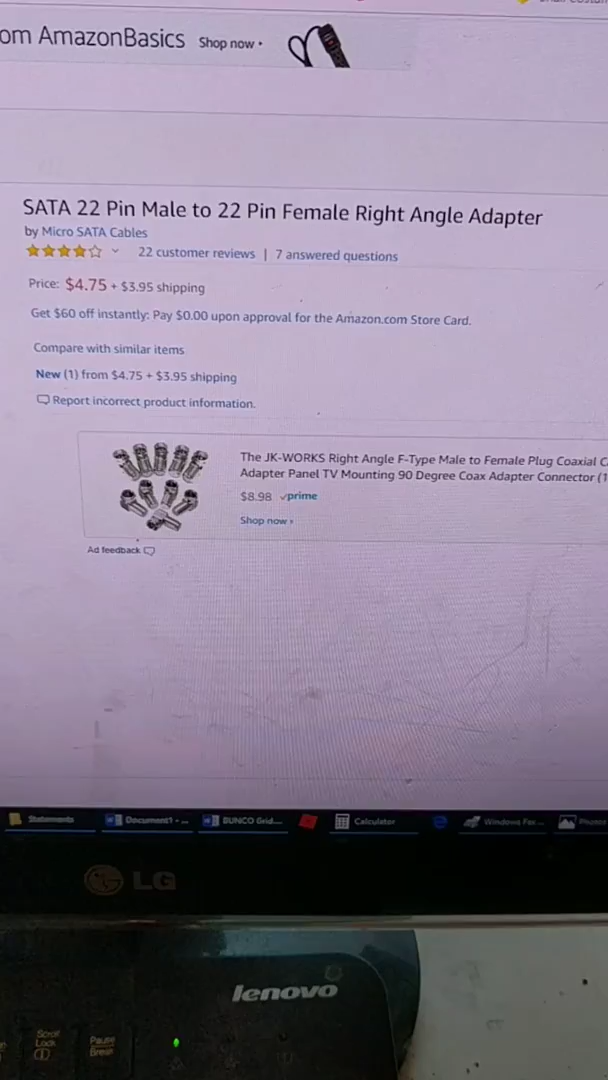 om AmazonBasics Shop now
SATA 22 Pin Male to 22 Pin Female Right Angle Adapter
by Micro SATA Cables
22 customer reviews | 7 answered questions
Price: $4.75 + $3.95 shipping
Get $60 off instantly: Pay $0.00 upon approval for the Amazon.com Store Card.
Compare with similar items
New (1) from $4.75 + $3.95 shipping
Report incorrect product information.
The JK-WORKS Right Angle F-Type Male to Female Plug Coaxial C
Adapter Panel TV Mounting 90 Degree Coax Adapter Connector (1
$8.98 prime
Shop now
Ad feedback
Statements Document1 - ... BUNCO Grid... Calculator Windows Fax ...
LG
lenovo
Scroll
Lock
Pause
Break